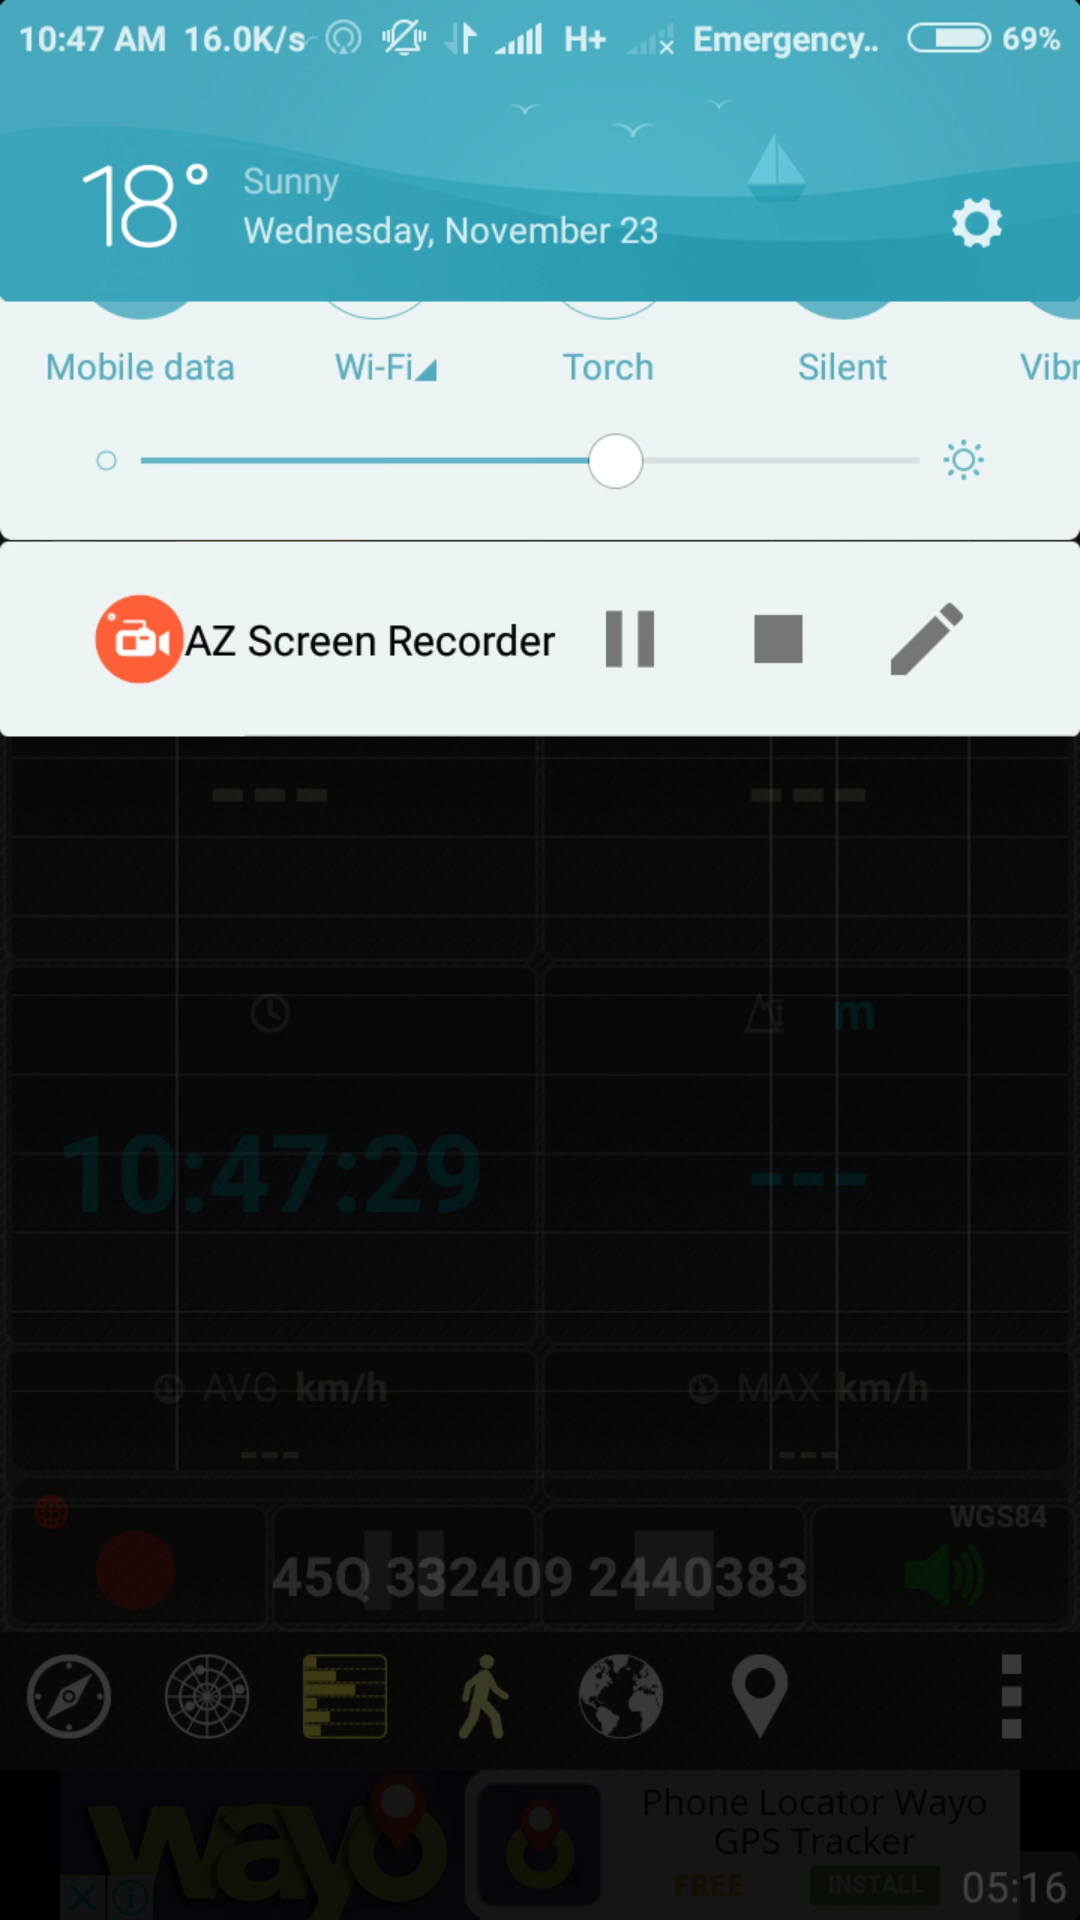 10:47 AM 16.0K/s H+ Emergency.. 69%
18° Sunny
Wednesday, November 23
Mobile data Wi-Fi Torch Silent Vibr
AZ Screen Recorder
--- ---
m
10:47:29 ---
AVG km/h MAX km/h
--- ---
WGS84
45Q 332409 2440383
wayo
Phone Locator Wayo
GPS Tracker
FREE INSTALL
05:16